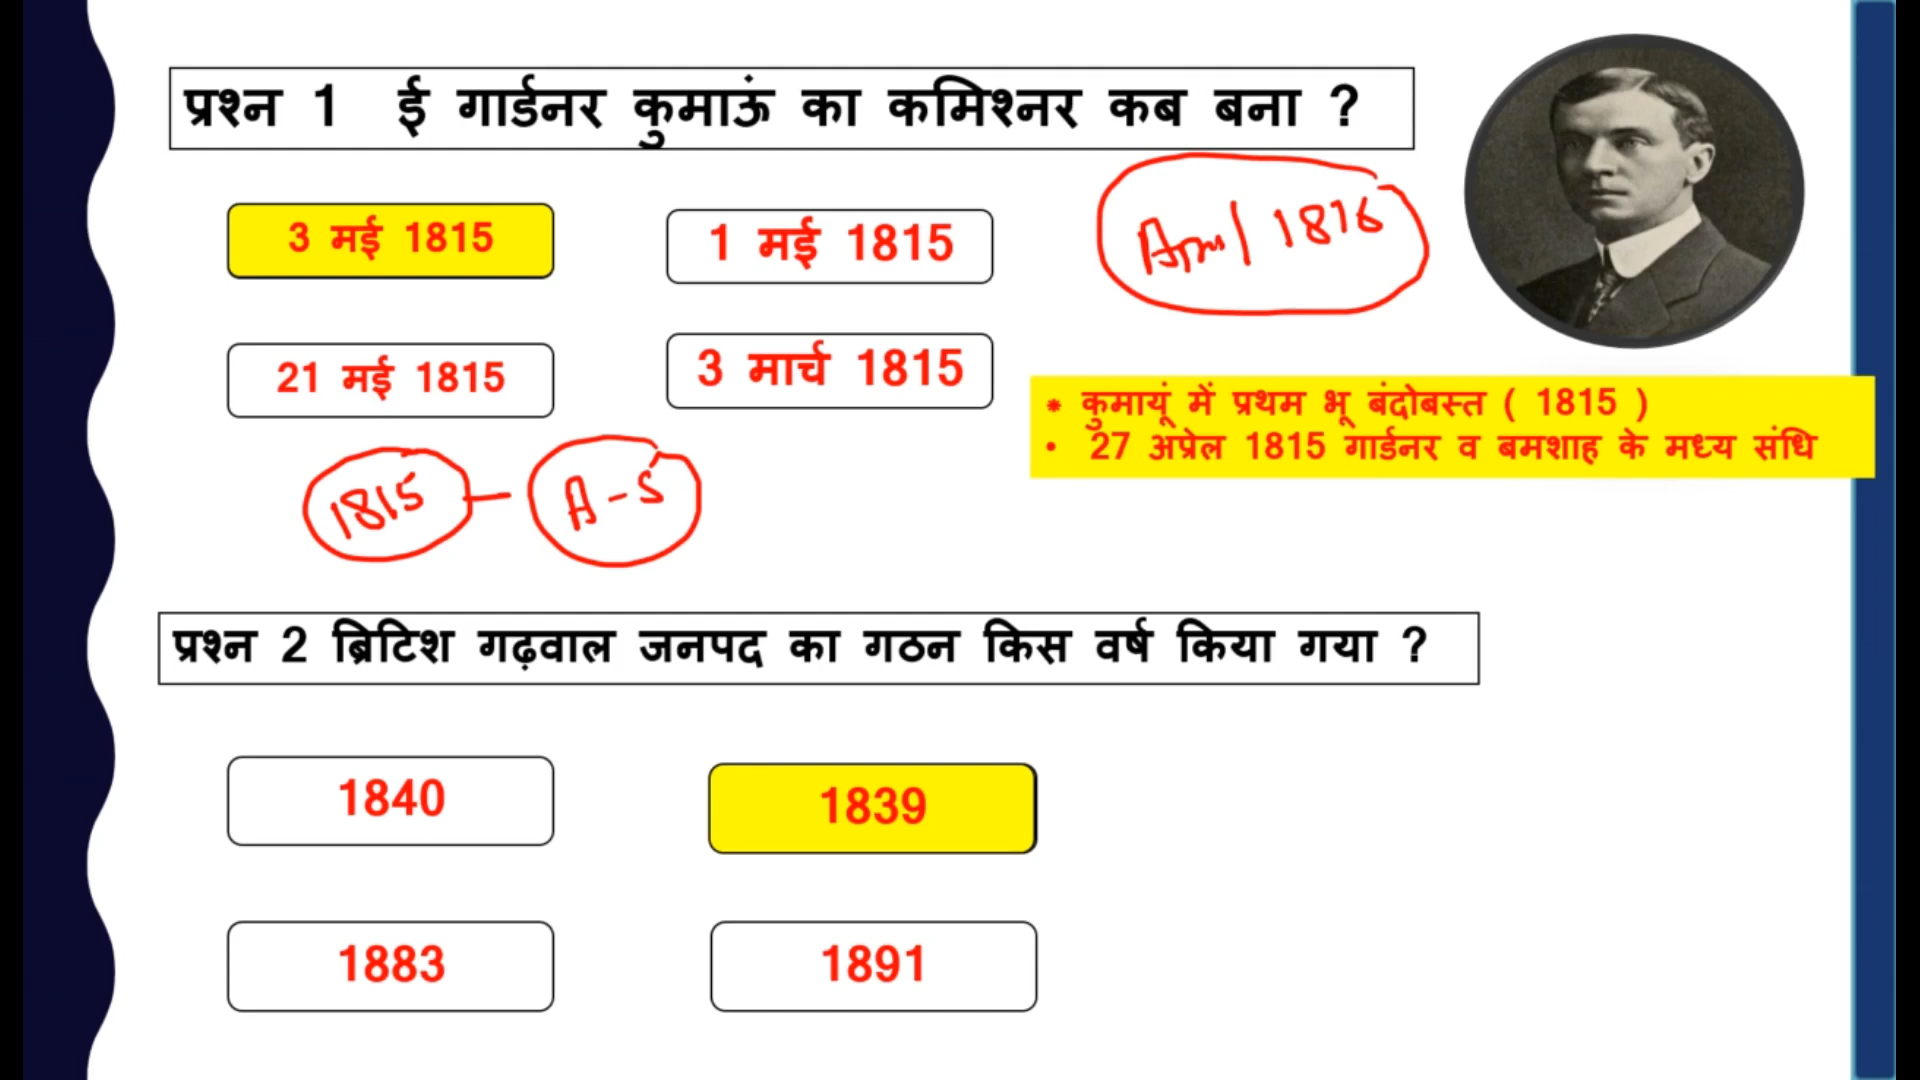 प्रश्न 1 ई गार्डनर कुमाऊं का कमिश्नर कब बना ?
3 मई 1815
1 मई 1815
April 1816
21 मई 1815
3 मार्च 1815
* कुमायूं में प्रथम भू बंदोबस्त ( 1815 )
• 27 अप्रेल 1815 गार्डनर व बमशाह के मध्य संधि
1815 - A-S
प्रश्न 2 ब्रिटिश गढ़वाल जनपद का गठन किस वर्ष किया गया ?
1840
1839
1883
1891